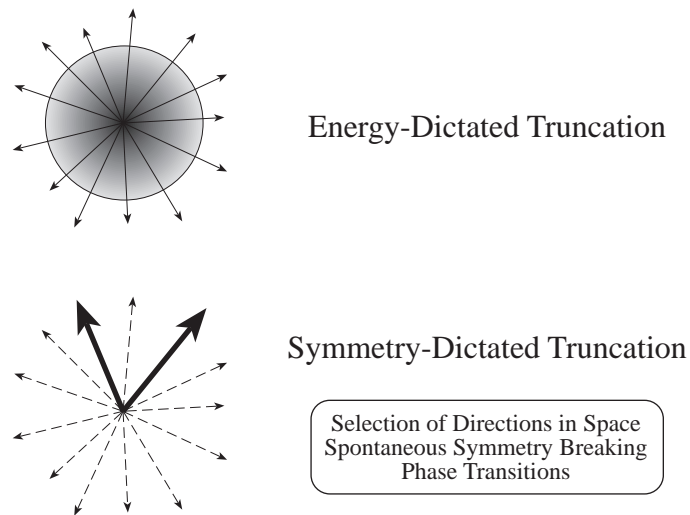 Energy-Dictated Truncation
Symmetry-Dictated Truncation
Selection of Directions in Space
Spontaneous Symmetry Breaking
Phase Transitions